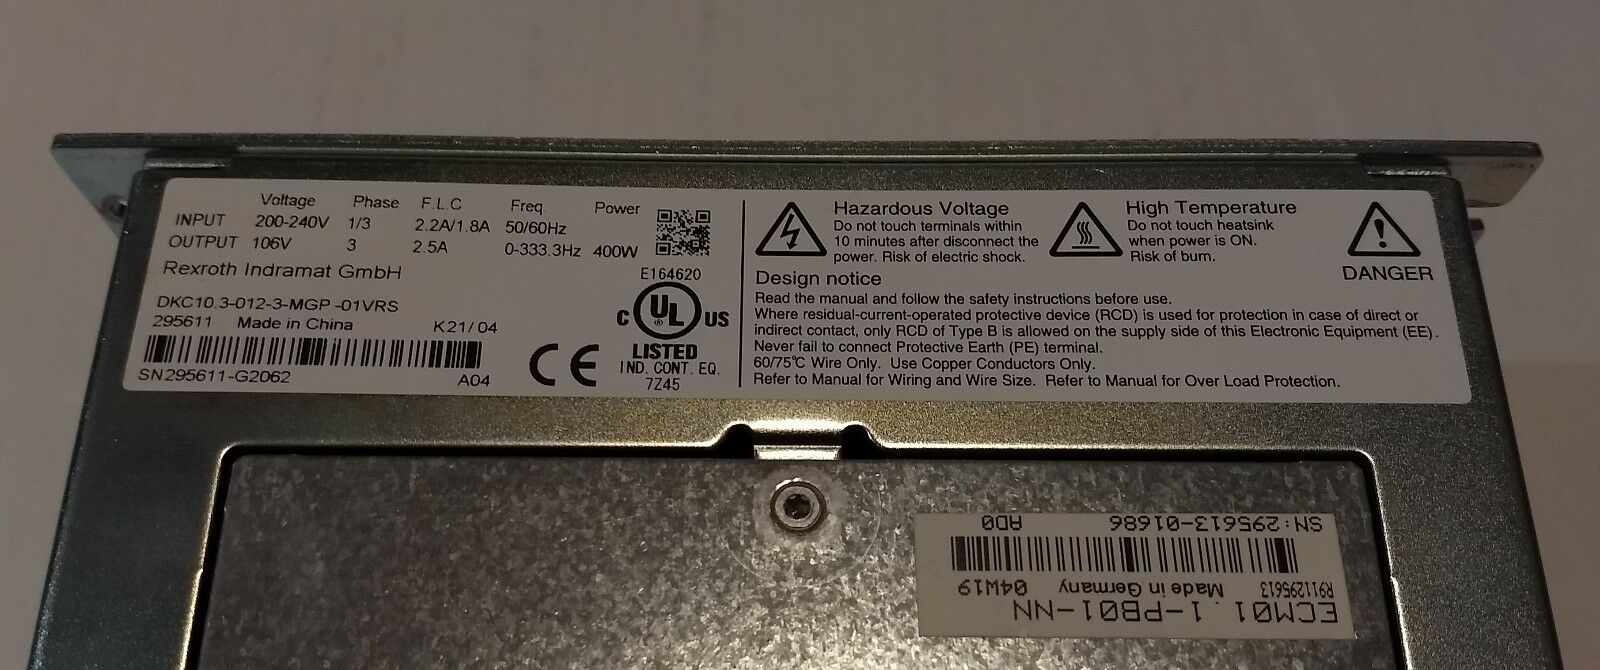 Voltage Phase F.L.C Freq Power
INPUT 200-240V 1/3 2.2A/1.8A 50/60Hz
OUTPUT 106V 3 2.5A 0-333.3Hz 400W
Rexroth Indramat GmbH
DKC10.3-012-3-MGP-01VRS
295611 Made in China K21/04
SN295611-G2062 A04
CE
E164620
C UL ® US
LISTED
IND. CONT. EQ.
7Z45
Hazardous Voltage
Do not touch terminals within
10 minutes after disconnect the
power. Risk of electric shock.
High Temperature
Do not touch heatsink
when power is ON.
Risk of burn.
!
DANGER
Design notice
Read the manual and follow the safety instructions before use.
Where residual-current-operated protective device (RCD) is used for protection in case of direct or
indirect contact, only RCD of Type B is allowed on the supply side of this Electronic Equipment (EE).
Never fail to connect Protective Earth (PE) terminal.
60/75℃ Wire Only. Use Copper Conductors Only.
Refer to Manual for Wiring and Wire Size. Refer to Manual for Over Load Protection.
ECM01.1-PB01-NN
R911295613 Made in Germany 04W19
SN:295613-01686 AD0